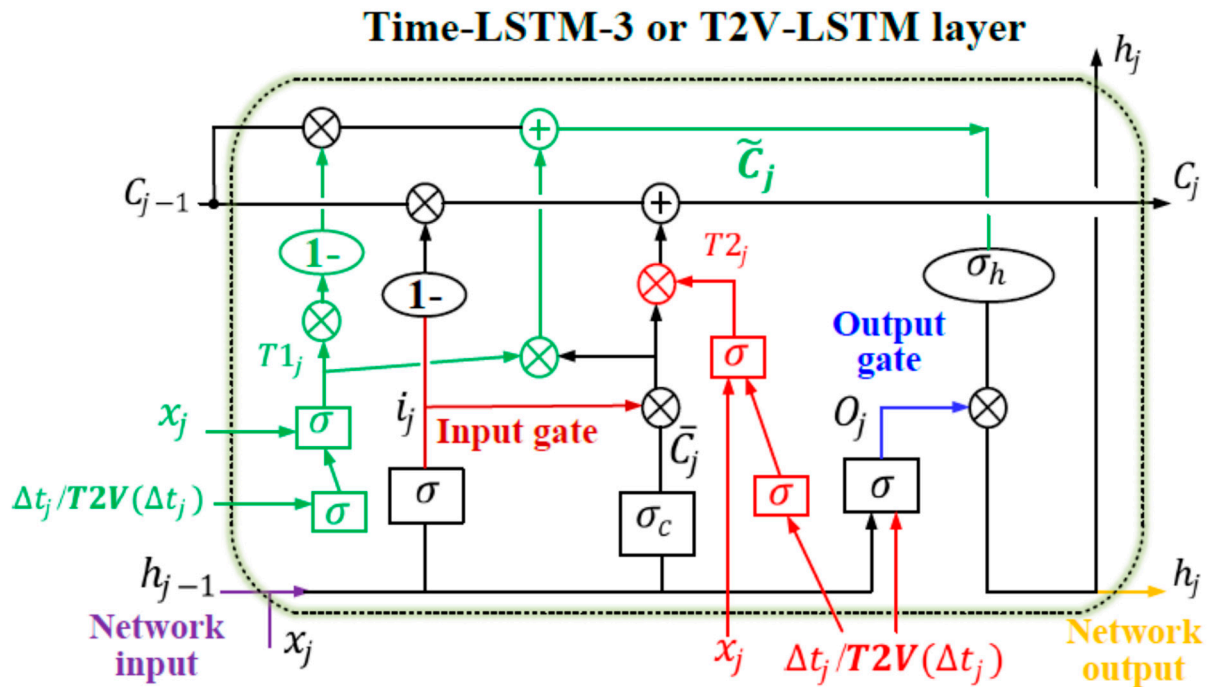 Time-LSTM-3 or T2V-LSTM layer
h_j
C̃_j
C_{j−1}
C_j
1-
T2_j
σ_h
1-
Output
gate
T1_j
σ
x_j
σ
i_j
Input gate
O_j
C̄_j
Δt_j/T2V(Δt_j)
σ
σ
σ_c
σ
σ
h_{j−1}
h_j
Network
input
x_j
x_j
Δt_j/T2V(Δt_j)
Network
output